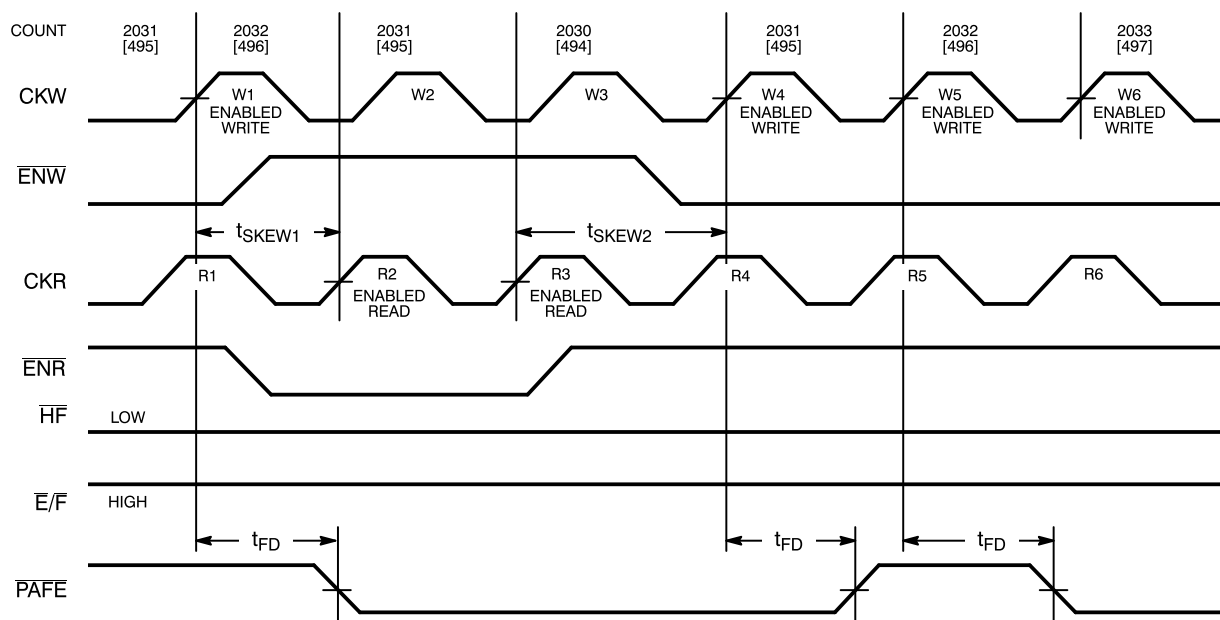 COUNT 2031 2032 2031 2030 2031 2032 2033
[495] [496] [495] [494] [495] [496] [497]
CKW W1 W2 W3 W4 W5 W6
ENABLED ENABLED ENABLED ENABLED
WRITE WRITE WRITE WRITE
ENW
tSKEW1 tSKEW2
CKR R1 R2 R3 R4 R5 R6
ENABLED ENABLED
READ READ
ENR
HF LOW
E/F HIGH
tFD tFD tFD
PAFE